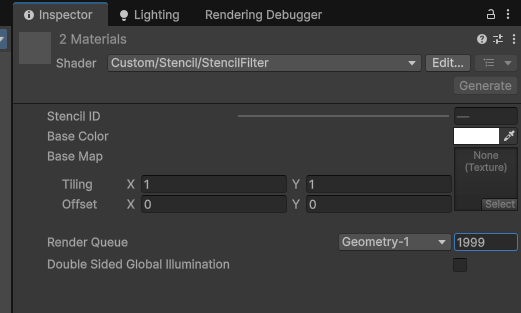 Inspector Lighting Rendering Debugger
2 Materials
Shader Custom/Stencil/StencilFilter Edit...
Generate
Stencil ID —
Base Color
Base Map None
(Texture)
Tiling X 1 Y 1
Offset X 0 Y 0
Select
Render Queue Geometry-1 1999
Double Sided Global Illumination